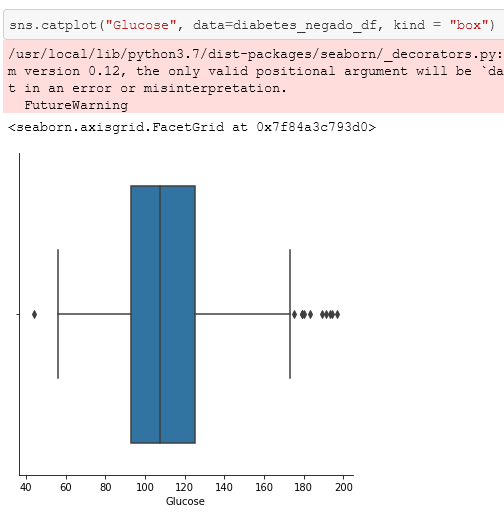 sns.catplot("Glucose", data=diabetes_negado_df, kind = "box")
/usr/local/lib/python3.7/dist-packages/seaborn/_decorators.py:
m version 0.12, the only valid positional argument will be `da
t in an error or misinterpretation.
FutureWarning
<seaborn.axisgrid.FacetGrid at 0x7f84a3c793d0>
40 60 80 100 120 140 160 180 200
Glucose